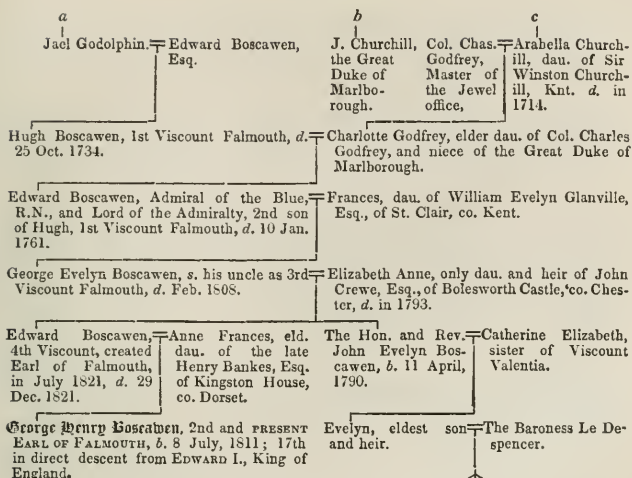 a
b
c
Jael Godolphin. Edward Boscawen,
Esq.
J. Churchill,
the Great
Duke of
Marlbo-
rough.
Col. Chas.
Godfrey,
Master of
the Jewel
office,
Arabella Church-
ill, dau. of Sir
Winston Church-
ill, Knt. d. in
1714.
Hugh Boscawen, 1st Viscount Falmouth, d.
25 Oct. 1734.
Charlotte Godfrey, elder dau. of Col. Charles
Godfrey, and niece of the Great Duke of
Marlborough.
Edward Boscawen, Admiral of the Blue,
R.N., and Lord of the Admiralty, 2nd son
of Hugh, 1st Viscount Falmouth, d. 10 Jan.
1761.
Frances, dau. of William Evelyn Glanville,
Esq., of St. Clair, co. Kent.
George Evelyn Boscawen, s. his uncle as 3rd
Viscount Falmouth, d. Feb. 1808.
Elizabeth Anne, only dau. and heir of John
Crewe, Esq., of Bolesworth Castle, co. Ches-
ter, d. in 1793.
Edward Boscawen,
4th Viscount, created
Earl of Falmouth,
in July 1821, d. 29
Dec. 1821.
Anne Frances, eld.
dau. of the late
Henry Bankes, Esq.
of Kingston House,
co. Dorset.
The Hon. and Rev.
John Evelyn Bos-
cawen, b. 11 April,
1790.
Catherine Elizabeth,
sister of Viscount
Valentia.
George Henry Boscawen, 2nd and PRESENT
EARL OF FALMOUTH, b. 8 July, 1811; 17th
in direct descent from EDWARD I., King of
England.
Evelyn, eldest son
and heir.
The Baroness Le De-
spencer.